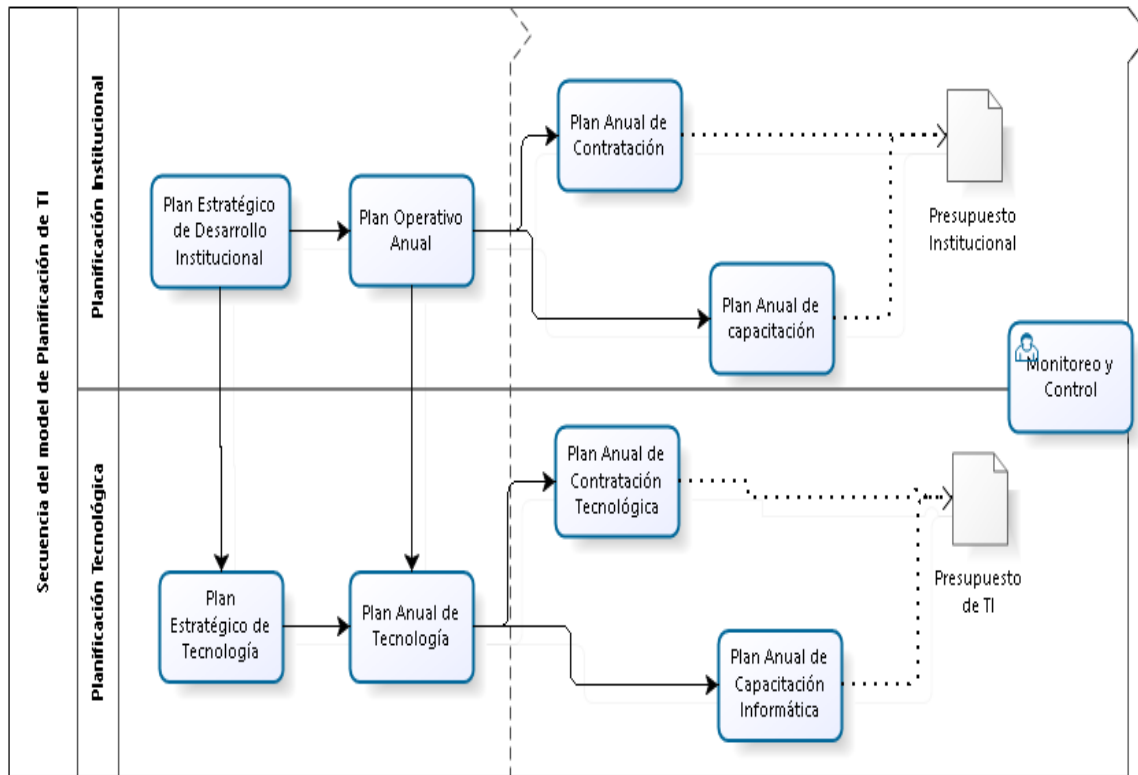 Secuencia del model de Planificación de TI
Planificación Institucional
Plan Estratégico
de Desarrollo
Institucional
Plan Operativo
Anual
Plan Anual de
Contratación
Plan Anual de
capacitación
Presupuesto
Institucional
Monitoreo y
Control
Planificación Tecnológica
Plan
Estratégico de
Tecnología
Plan Anual de
Tecnología
Plan Anual de
Contratación
Tecnológica
Plan Anual de
Capacitación
Informática
Presupuesto
de TI